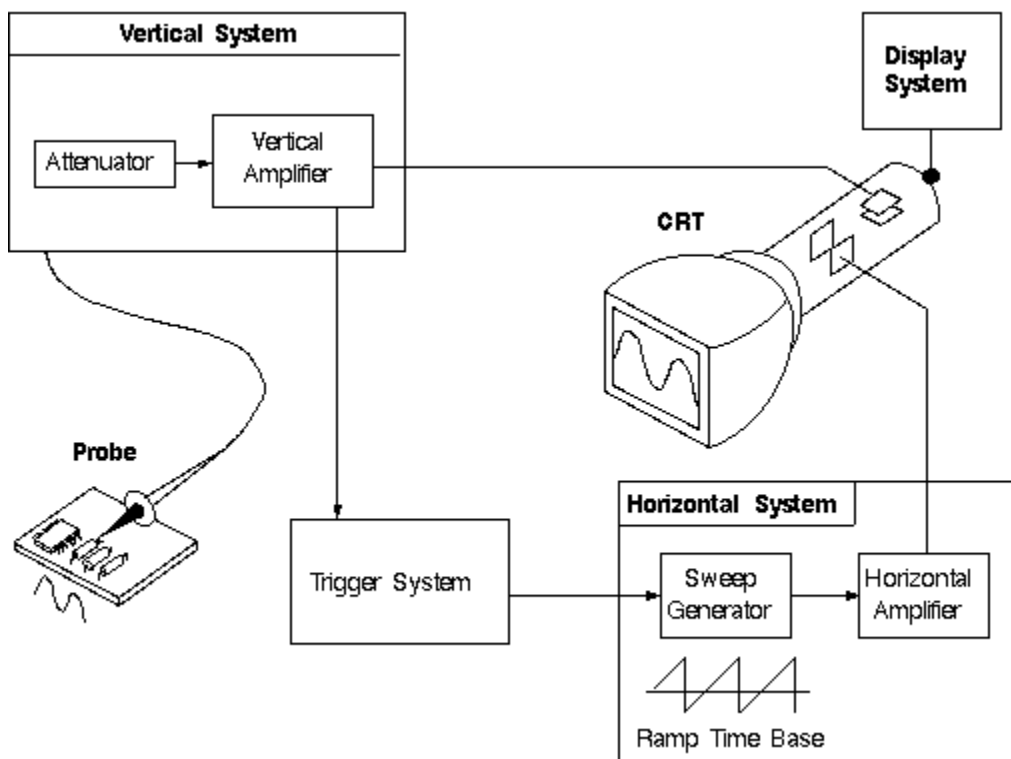 Vertical System
Display
System
Attenuator
Vertical
Amplifier
CRT
Probe
Horizontal System
Trigger System
Sweep
Generator
Horizontal
Amplifier
Ramp Time Base